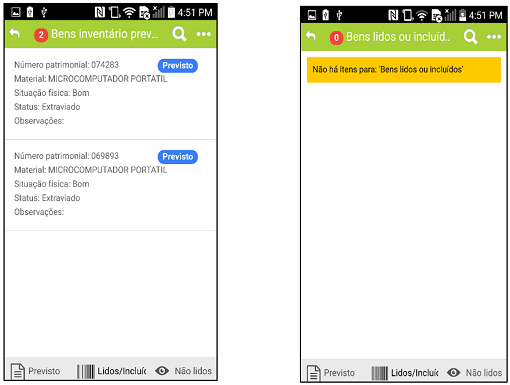 4:51 PM
2 Bens inventário prev...
Número patrimonial: 074283
Previsto
Material: MICROCOMPUTADOR PORTATIL
Situação física: Bom
Status: Extraviado
Observações:
Número patrimonial: 069893
Previsto
Material: MICROCOMPUTADOR PORTATIL
Situação física: Bom
Status: Extraviado
Observações:
Previsto
Lidos/Incluíc
Não lidos
4:51 PM
0 Bens lidos ou incluíd..
Não há itens para: 'Bens lidos ou incluídos'
Previsto
Lidos/Incluíc
Não lidos